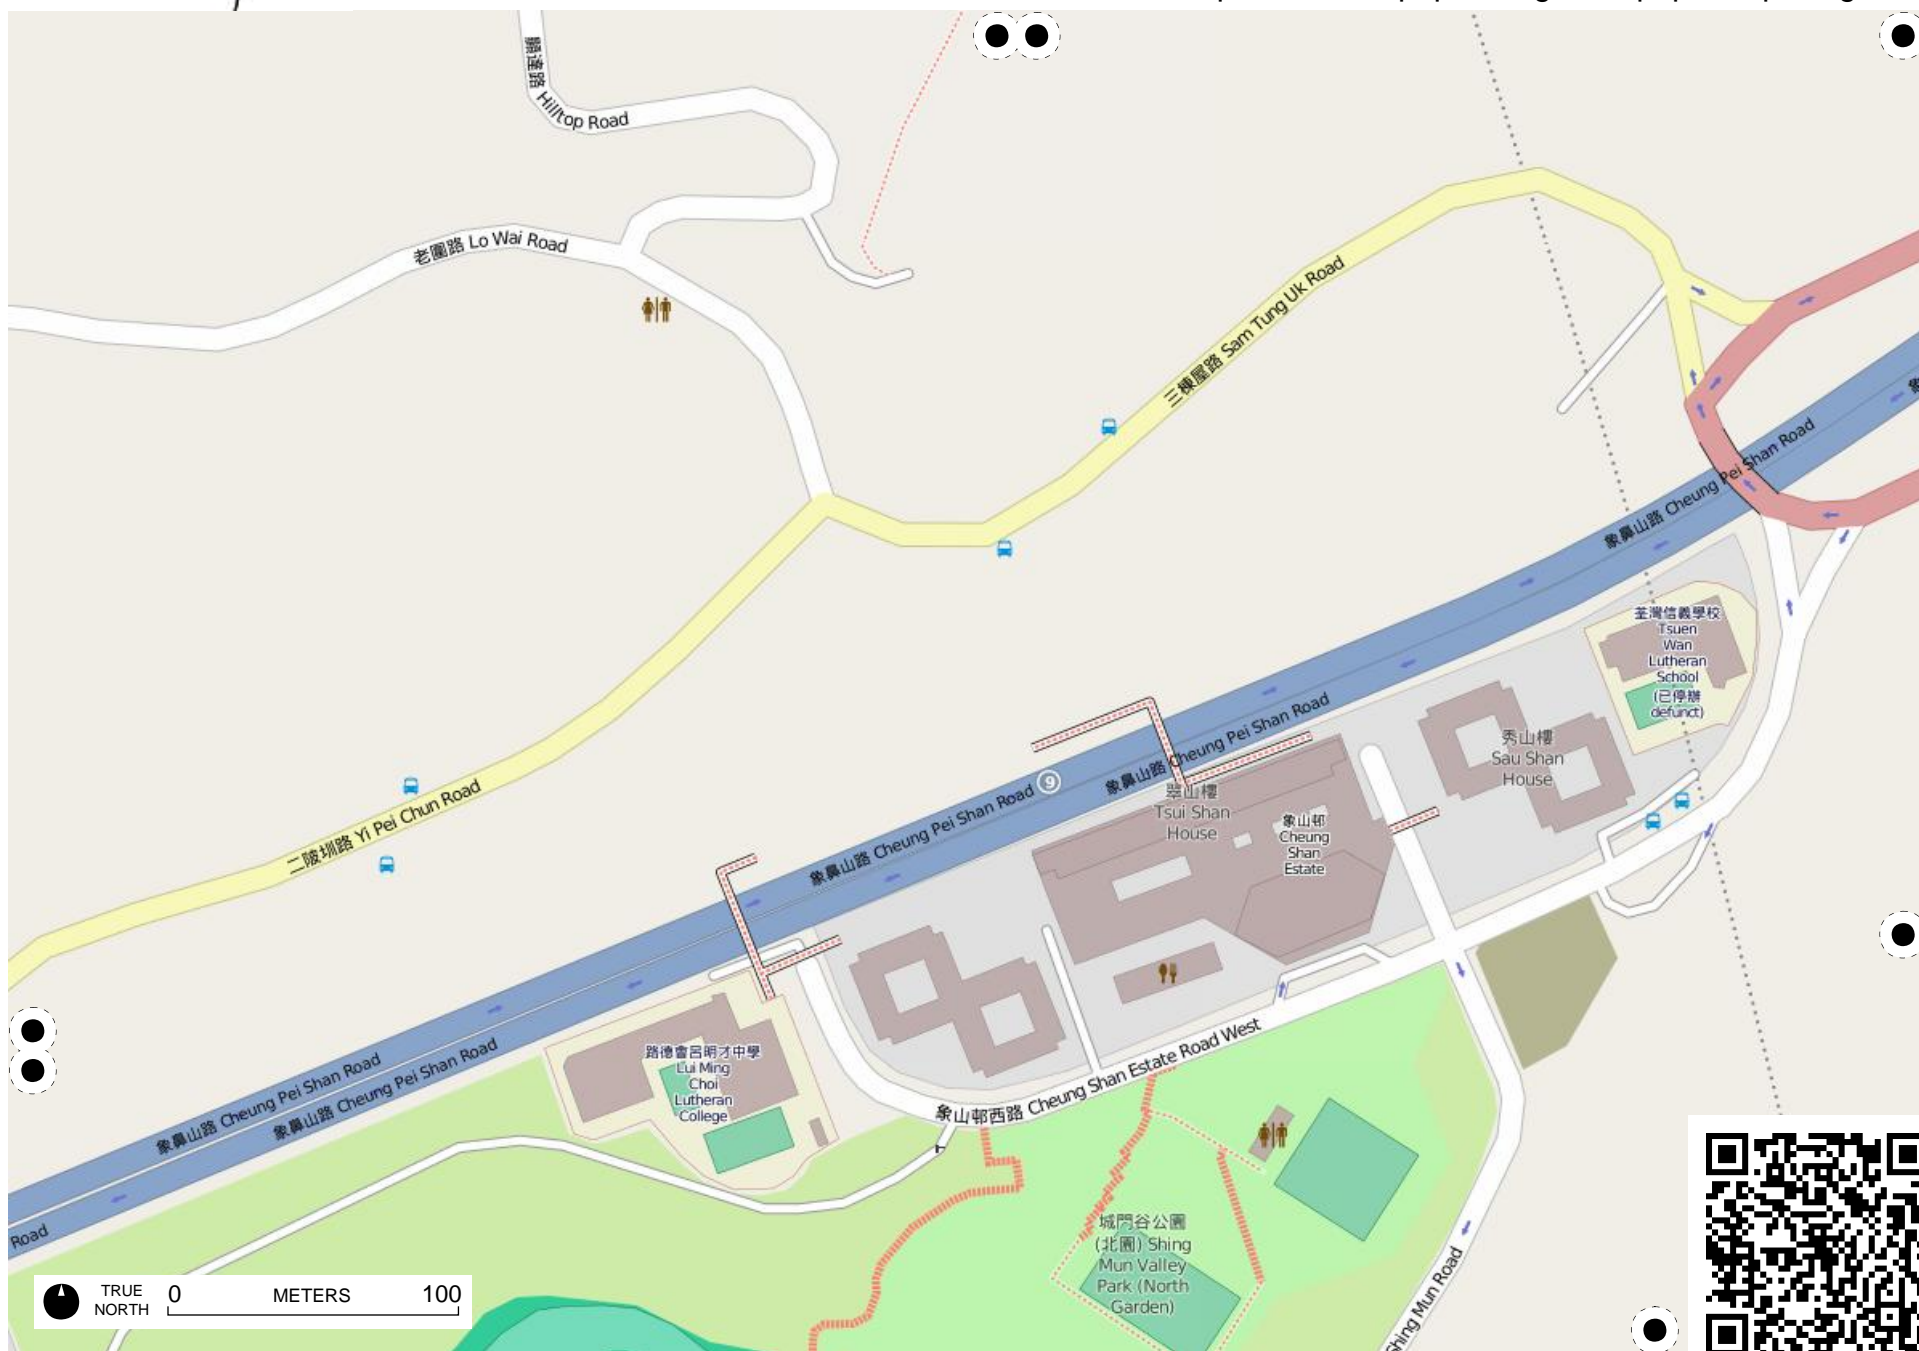 順達路 Hilltop Road
老圍路 Lo Wai Road
三棟屋路 Sam Tung Uk Road
象鼻山路 Cheung Pei Shan Road
荃灣信義學校
Tsuen
Wan
Lutheran
School
(已停辦
defunct)
象鼻山路 Cheung Pei Shan Road
秀山樓
Sau Shan
House
9
翠山樓
Tsui Shan
House
象山邨
Cheung
Shan
Estate
二陂圳路 Yi Pei Chun Road
象鼻山路 Cheung Pei Shan Road
路德會呂明才中學
Lui Ming
Choi
Lutheran
College
象鼻山路 Cheung Pei Shan Road
象鼻山路 Cheung Pei Shan Road
象山邨西路 Cheung Shan Estate Road West
城門谷公園
(北園) Shing
Mun Valley
Park (North
Garden)
Road
Shing Mun Road
TRUE
NORTH
0 METERS 100